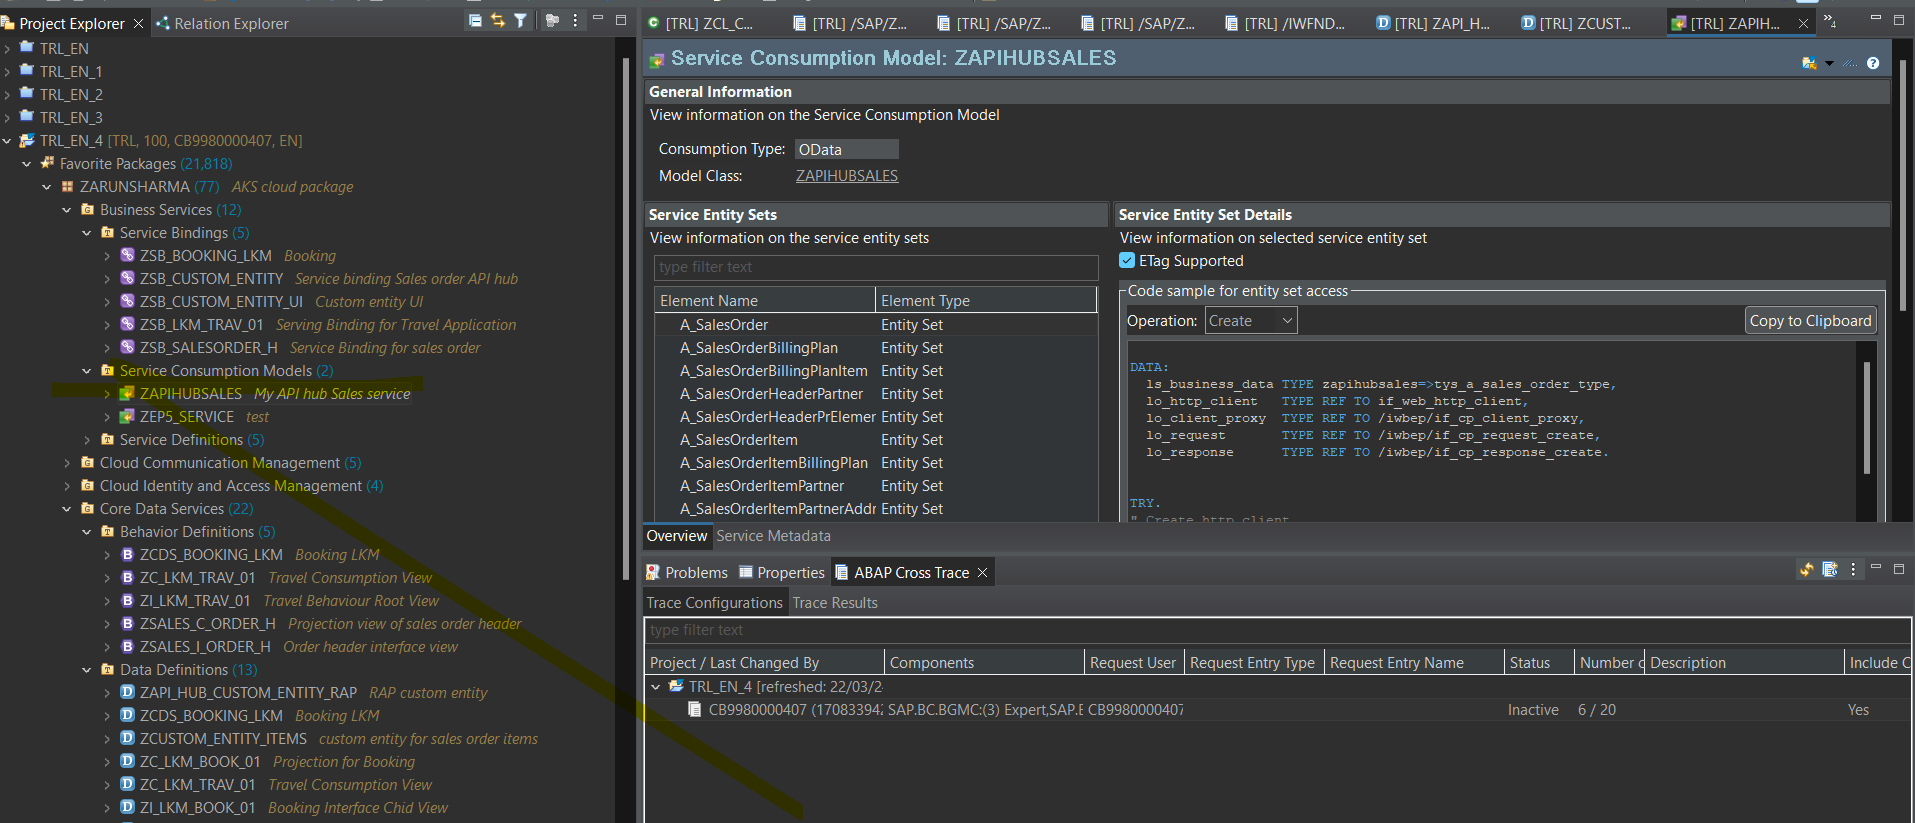 Project Explorer
Relation Explorer
TRL_EN
TRL_EN_1
TRL_EN_2
TRL_EN_3
TRL_EN_4 [TRL, 100, CB9980000407, EN]
Favorite Packages (21,818)
ZARUNSHARMA (77) AKS cloud package
Business Services (12)
Service Bindings (5)
ZSB_BOOKING_LKM Booking
ZSB_CUSTOM_ENTITY Service binding Sales order API hub
ZSB_CUSTOM_ENTITY_UI Custom entity UI
ZSB_LKM_TRAV_01 Serving Binding for Travel Application
ZSB_SALESORDER_H Service Binding for sales order
Service Consumption Models (2)
ZAPIHUBSALES My API hub Sales service
ZEP5_SERVICE test
Service Definitions (5)
Cloud Communication Management (5)
Cloud Identity and Access Management (4)
Core Data Services (22)
Behavior Definitions (5)
ZCDS_BOOKING_LKM Booking LKM
ZC_LKM_TRAV_01 Travel Consumption View
ZI_LKM_TRAV_01 Travel Behaviour Root View
ZSALES_C_ORDER_H Projection view of sales order header
ZSALES_I_ORDER_H Order header interface view
Data Definitions (13)
ZAPI_HUB_CUSTOM_ENTITY_RAP RAP custom entity
ZCDS_BOOKING_LKM Booking LKM
ZCUSTOM_ENTITY_ITEMS custom entity for sales order items
ZC_LKM_BOOK_01 Projection for Booking
ZC_LKM_TRAV_01 Travel Consumption View
ZI_LKM_BOOK_01 Booking Interface Chid View
[TRL] ZCL_C...
[TRL] /SAP/Z...
[TRL] /SAP/Z...
[TRL] /SAP/Z...
[TRL] /IWFND...
[TRL] ZAPI_H...
[TRL] ZCUST...
[TRL] ZAPIH...
»4
Service Consumption Model: ZAPIHUBSALES
General Information
View information on the Service Consumption Model
Consumption Type: OData
Model Class: ZAPIHUBSALES
Service Entity Sets
View information on the service entity sets
type filter text
Element Name Element Type
A_SalesOrder Entity Set
A_SalesOrderBillingPlan Entity Set
A_SalesOrderBillingPlanItem Entity Set
A_SalesOrderHeaderPartner Entity Set
A_SalesOrderHeaderPrElemer Entity Set
A_SalesOrderItem Entity Set
A_SalesOrderItemBillingPlan Entity Set
A_SalesOrderItemPartner Entity Set
A_SalesOrderItemPartnerAddr Entity Set
Service Entity Set Details
View information on selected service entity set
ETag Supported
Code sample for entity set access
Operation: Create
Copy to Clipboard
DATA:
ls_business_data TYPE zapihubsales=>tys_a_sales_order_type,
lo_http_client TYPE REF TO if_web_http_client,
lo_client_proxy TYPE REF TO /iwbep/if_cp_client_proxy,
lo_request TYPE REF TO /iwbep/if_cp_request_create,
lo_response TYPE REF TO /iwbep/if_cp_response_create.
TRY.
" Create http client
Overview
Service Metadata
Problems
Properties
ABAP Cross Trace
Trace Configurations
Trace Results
type filter text
Project / Last Changed By Components Request User Request Entry Type Request Entry Name Status Number o Description Include C
TRL_EN_4 [refreshed: 22/03/2
CB9980000407 (170833942 SAP.BC.BGMC:(3) Expert,SAP.E CB9980000407 Inactive 6 / 20 Yes